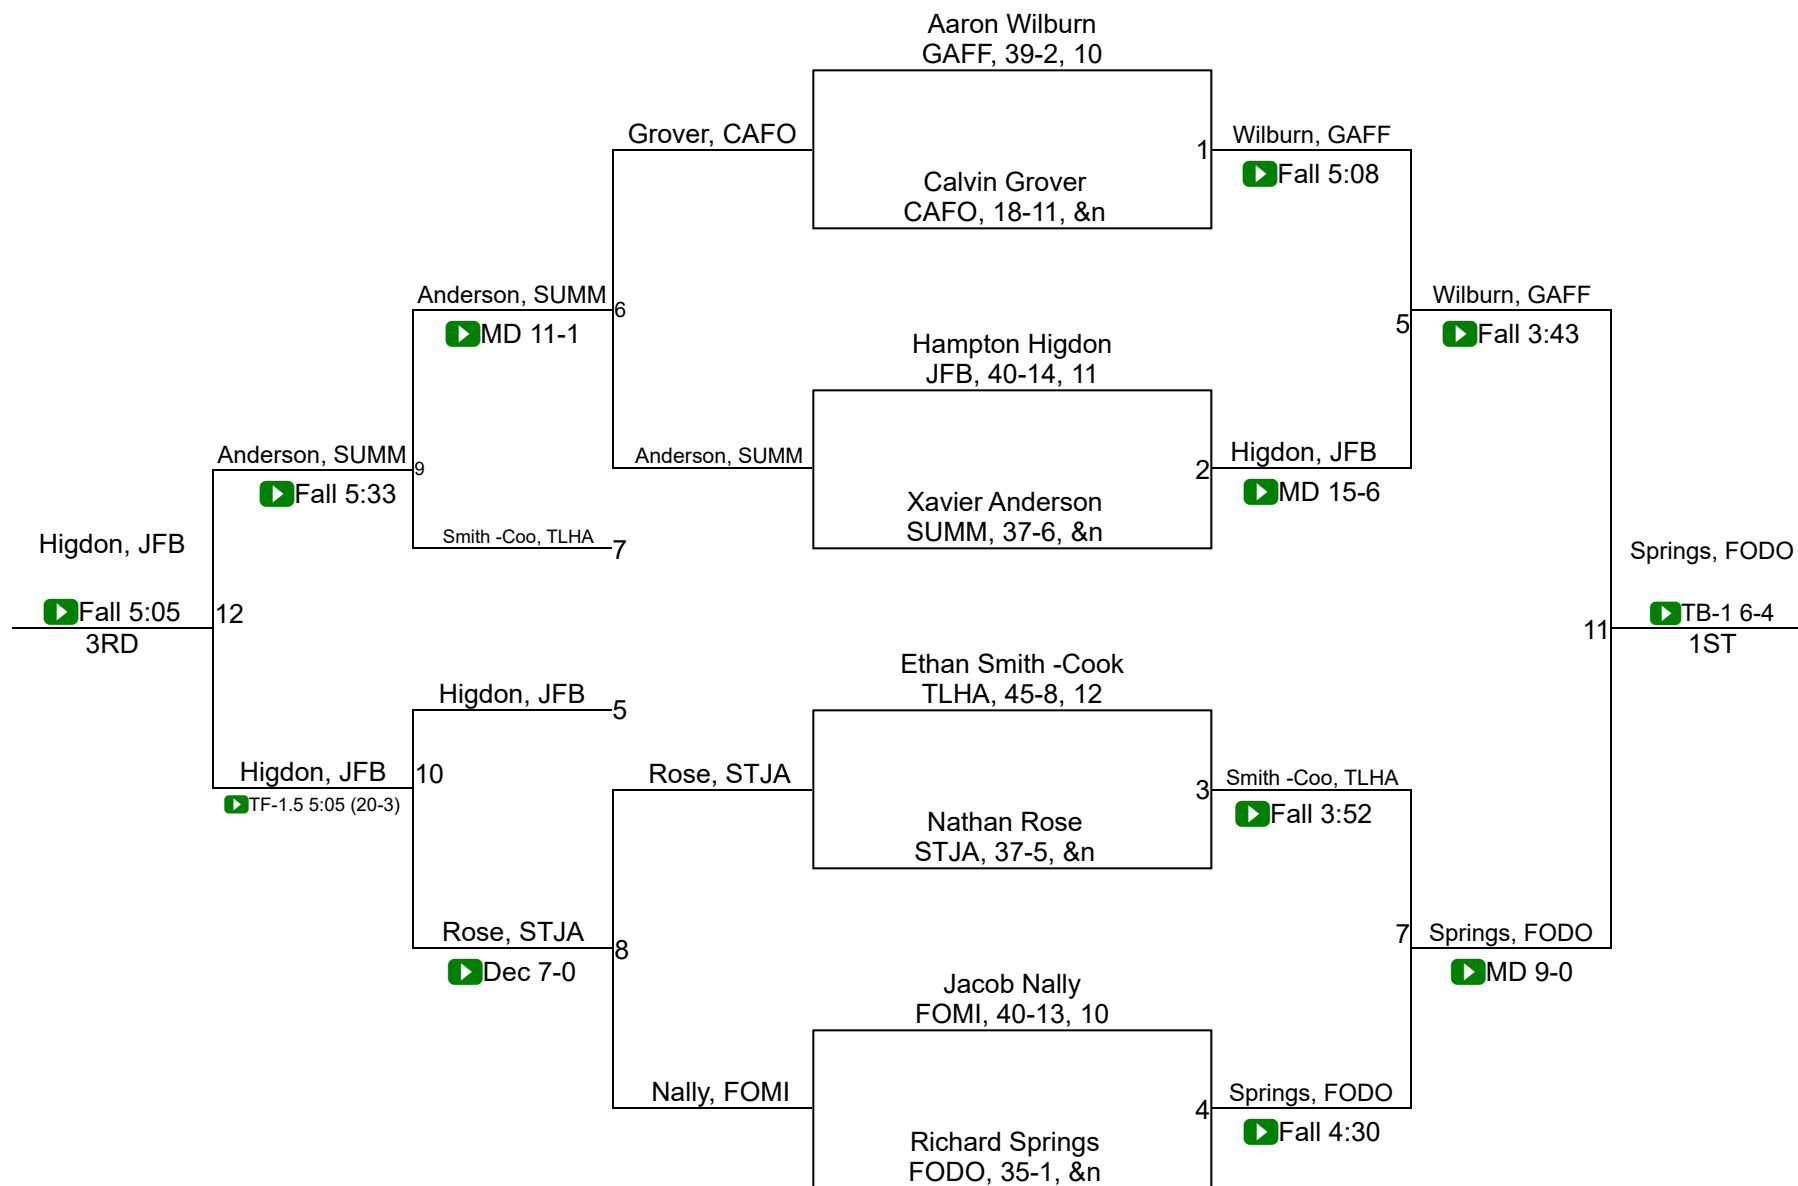 Aaron Wilburn
GAFF, 39-2, 10
Grover, CAFO
1
Wilburn, GAFF
Fall 5:08
Calvin Grover
CAFO, 18-11, &n
Anderson, SUMM
6
MD 11-1
Wilburn, GAFF
5
Fall 3:43
Hampton Higdon
JFB, 40-14, 11
Anderson, SUMM
9
Fall 5:33
Anderson, SUMM
2
Higdon, JFB
MD 15-6
Xavier Anderson
SUMM, 37-6, &n
Smith -Coo, TLHA
7
Higdon, JFB
Fall 5:05
12
3RD
Springs, FODO
TB-1 6-4
11
1ST
Ethan Smith -Cook
TLHA, 45-8, 12
Higdon, JFB
5
Higdon, JFB
10
TF-1.5 5:05 (20-3)
Rose, STJA
3
Smith -Coo, TLHA
Fall 3:52
Nathan Rose
STJA, 37-5, &n
Rose, STJA
8
Dec 7-0
7
Springs, FODO
MD 9-0
Jacob Nally
FOMI, 40-13, 10
Nally, FOMI
4
Springs, FODO
Fall 4:30
Richard Springs
FODO, 35-1, &n